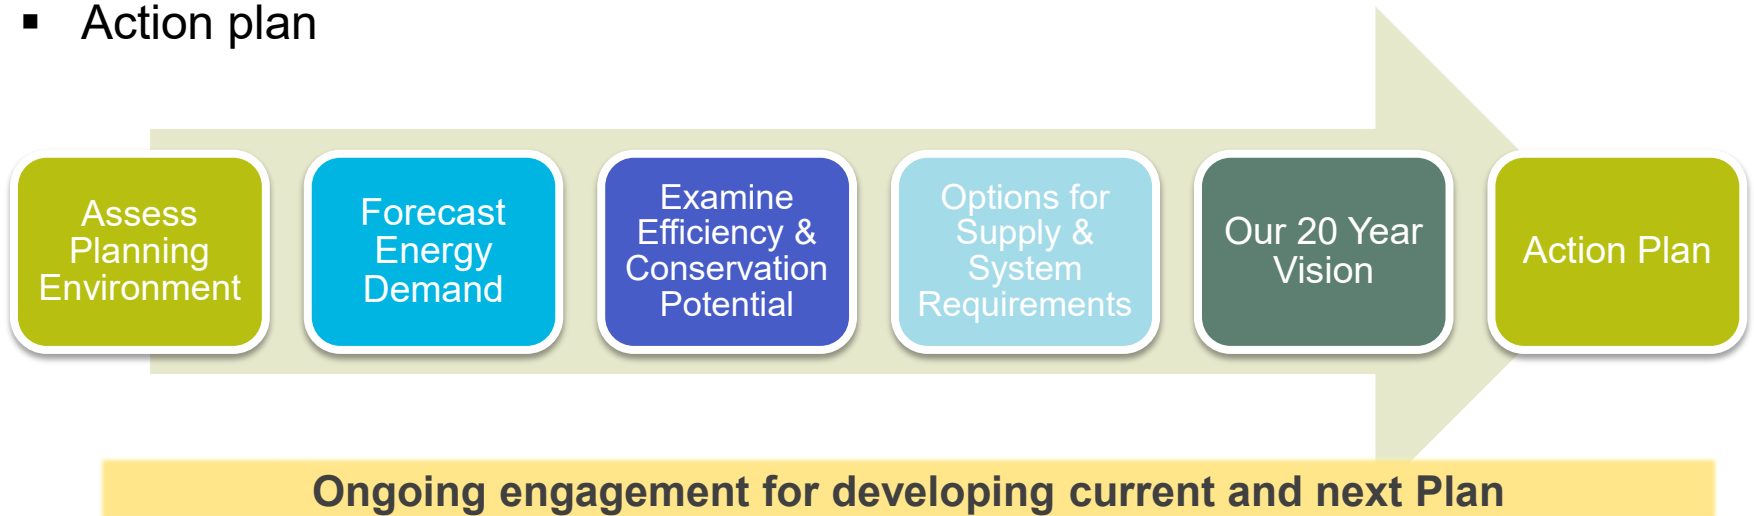 ▪ Action plan
Assess
Planning
Environment
Forecast
Energy
Demand
Examine
Efficiency &
Conservation
Potential
Options for
Supply &
System
Requirements
Our 20 Year
Vision
Action Plan
Ongoing engagement for developing current and next Plan